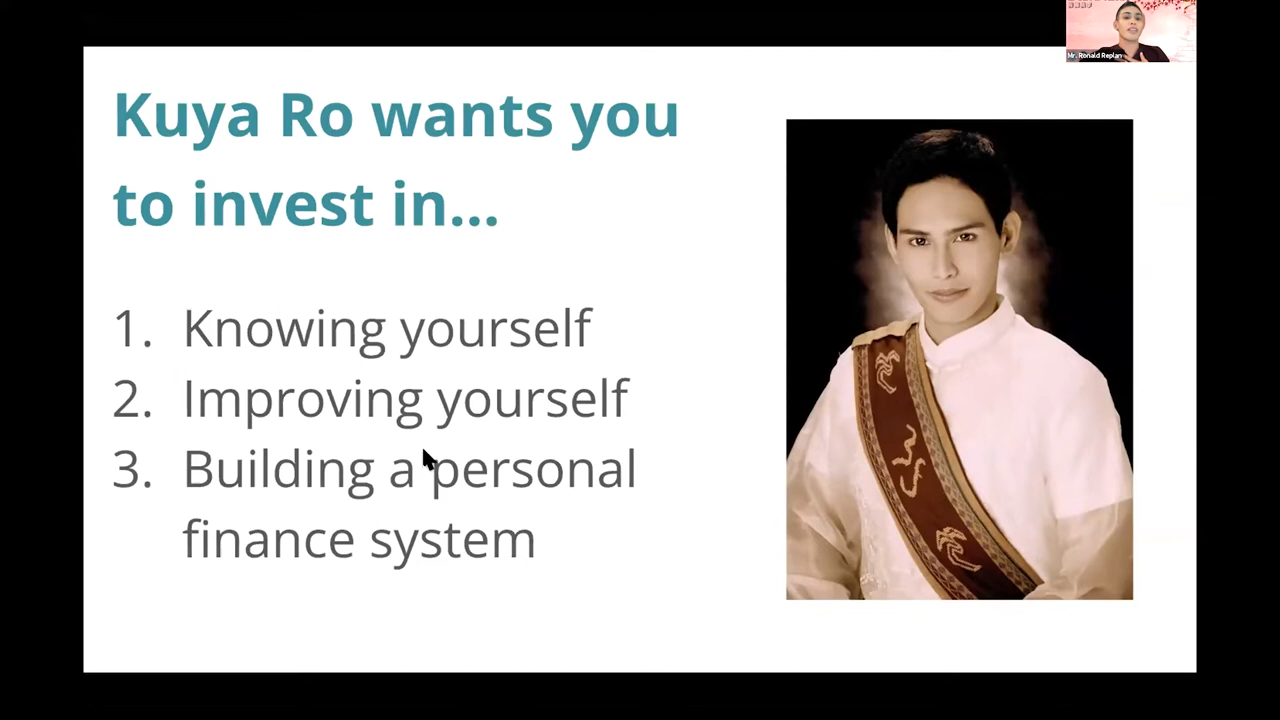 Mr. Ronald Replan
Kuya Ro wants you
to invest in...
1. Knowing yourself
2. Improving yourself
3. Building a personal
finance system